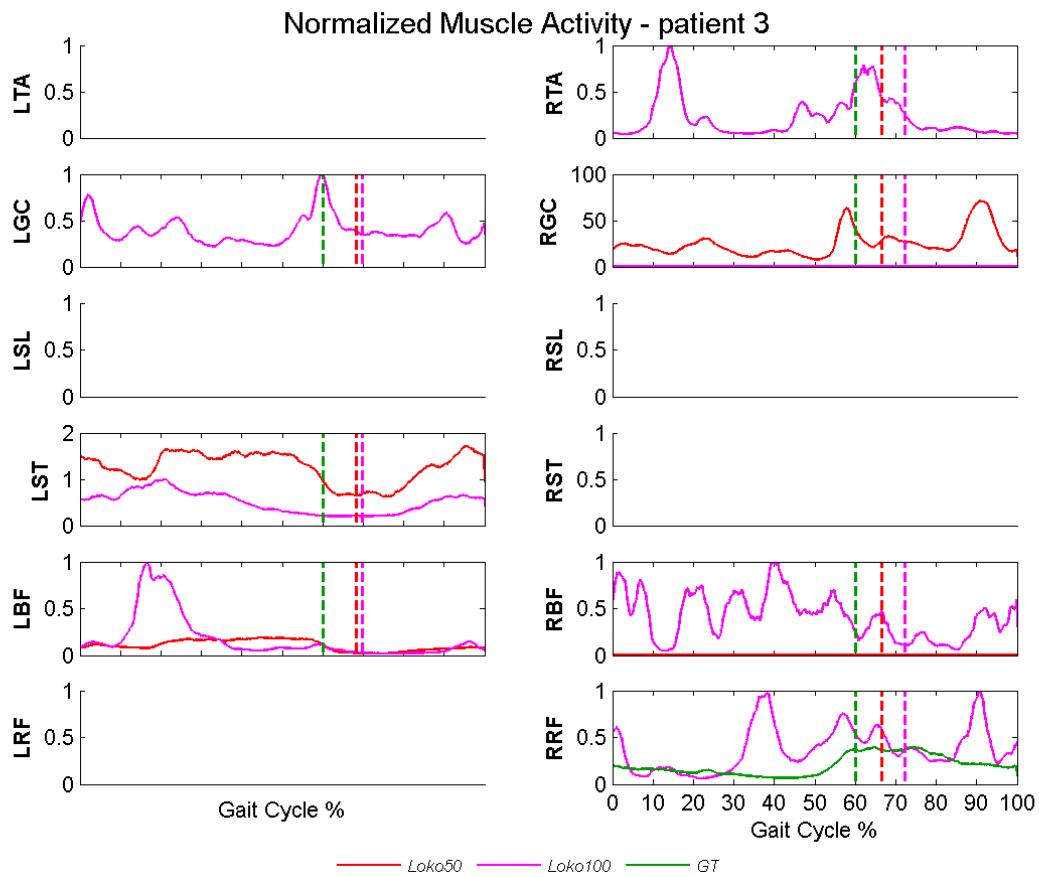 Normalized Muscle Activity - patient 3
LTA
1
0.5
0
RTA
1
0.5
0
LGC
1
0.5
0
RGC
100
50
0
LSL
1
0.5
0
RSL
1
0.5
0
LST
2
1
0
RST
1
0.5
0
LBF
1
0.5
0
RBF
1
0.5
0
LRF
1
0.5
0
RRF
1
0.5
0
0 10 20 30 40 50 60 70 80 90 100
Gait Cycle %
Gait Cycle %
Loko50 Loko100 GT